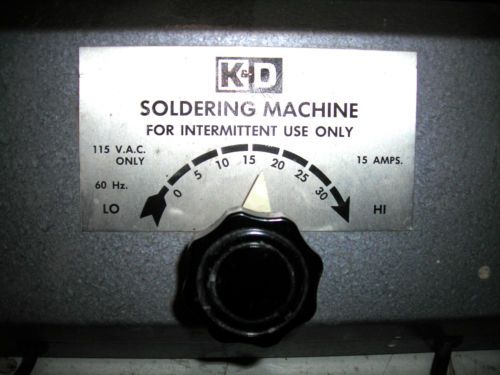 K&D
SOLDERING MACHINE
FOR INTERMITTENT USE ONLY
115 V.A.C.
ONLY
15 AMPS.
60 Hz.
0 5 10 15 20 25 30
LO
HI